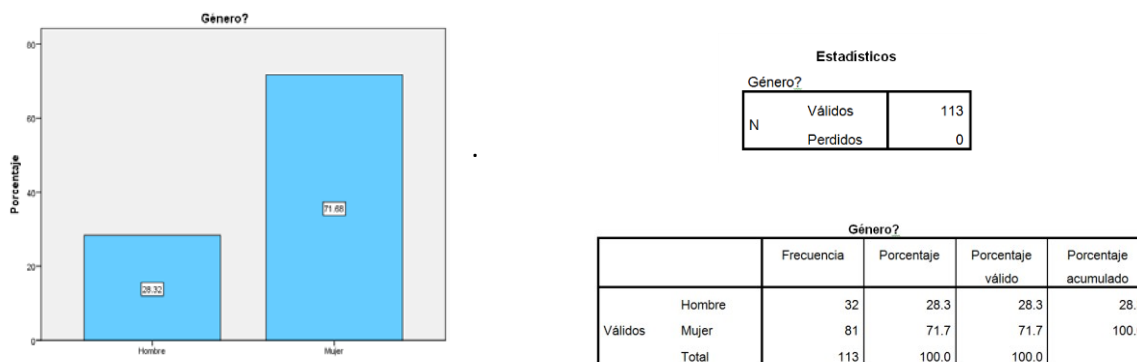 Género?
80
60
40
20
0
Porcentaje
71.68
28.32
Hombre
Mujer
.
Estadísticos
Género?
N
Válidos 113
Perdidos 0
Género?
Frecuencia Porcentaje Porcentaje válido Porcentaje acumulado
Válidos
Hombre 32 28.3 28.3 28.
Mujer 81 71.7 71.7 100.
Total 113 100.0 100.0